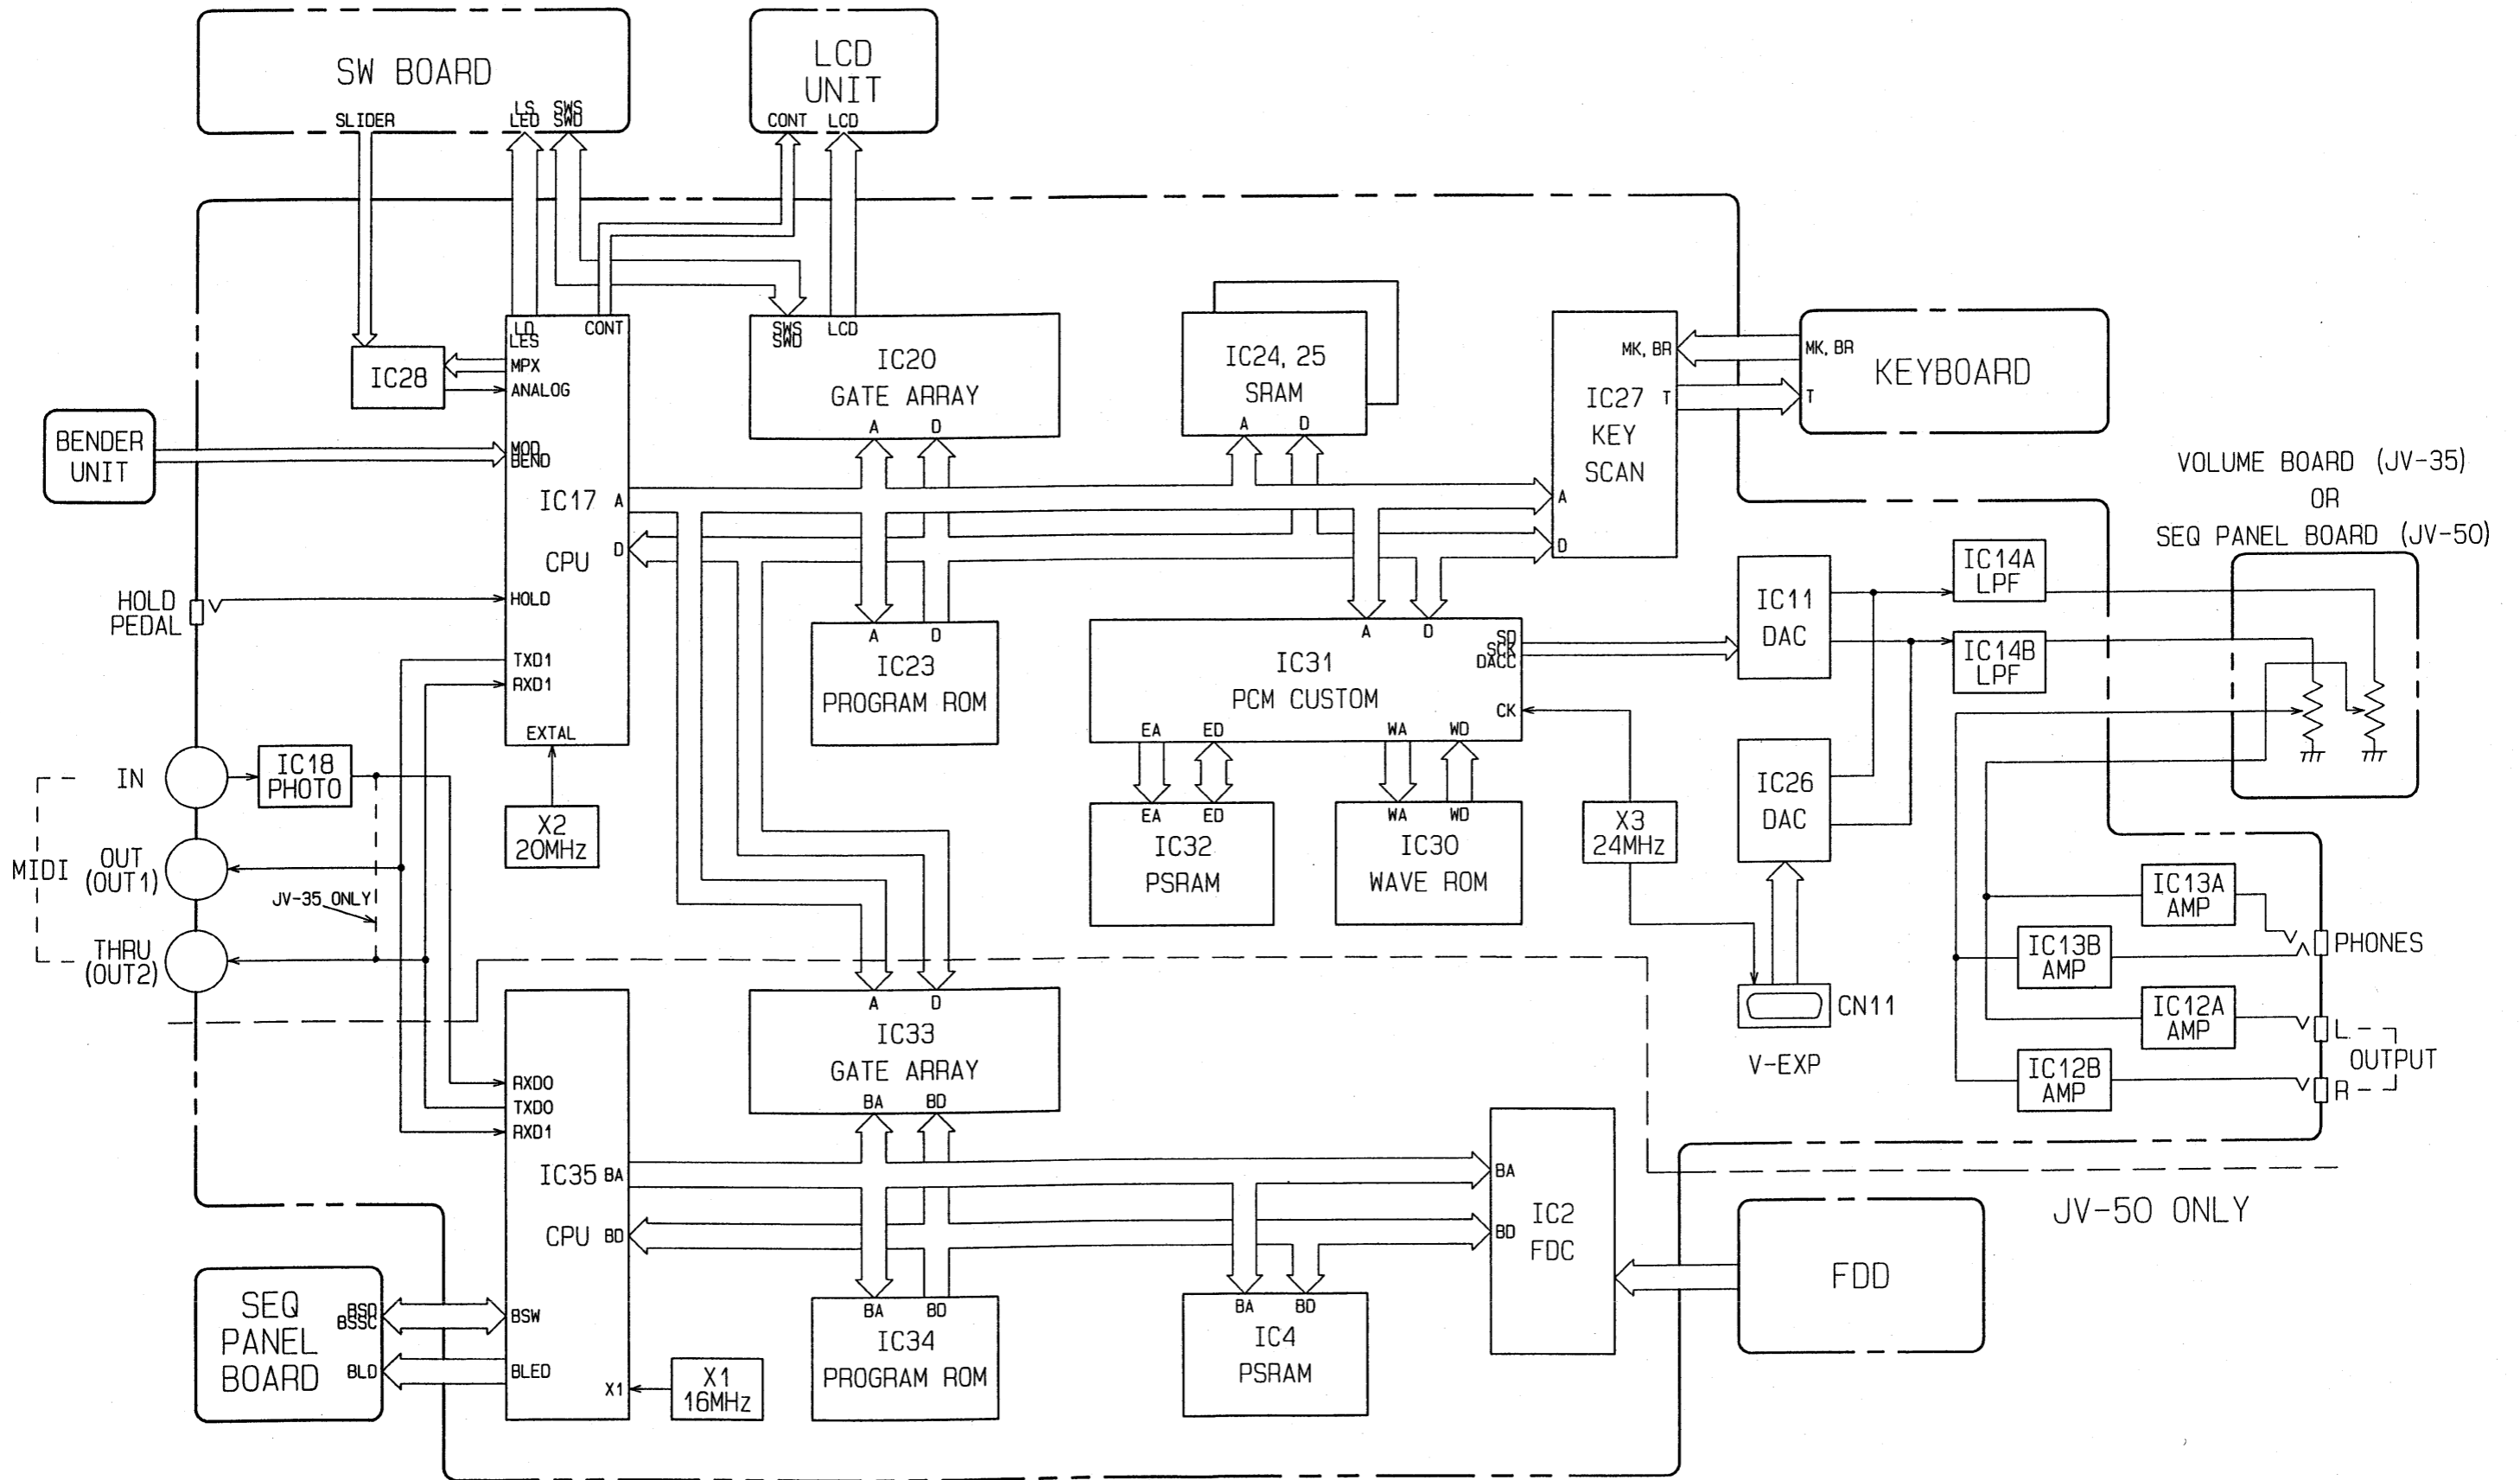 SW BOARD
SLIDER
LS
LED
SWS
SWD
LCD
UNIT
CONT
LCD
LD
LES
CONT
MPX
ANALOG
MOD
BEND
IC17
CPU
A
D
HOLD
TXD1
RXD1
EXTAL
IC28
BENDER
UNIT
HOLD
PEDAL
SWS
SWD
LCD
IC20
GATE ARRAY
A
D
IC24, 25
SRAM
A
D
MK, BR
IC27
T
KEY
SCAN
A
D
MK, BR
T
KEYBOARD
VOLUME BOARD (JV-35)
OR
SEQ PANEL BOARD (JV-50)
A
D
IC23
PROGRAM ROM
A
D
IC31
PCM CUSTOM
SD
SCK
DACC
CK
EA
ED
WA
WD
IC11
DAC
IC14A
LPF
IC14B
LPF
MIDI
IN
OUT
(OUT1)
THRU
(OUT2)
IC18
PHOTO
JV-35 ONLY
X2
20MHz
EA
ED
IC32
PSRAM
WA
WD
IC30
WAVE ROM
X3
24MHz
IC26
DAC
CN11
V-EXP
IC13A
AMP
IC13B
AMP
PHONES
IC12A
AMP
L
OUTPUT
IC12B
AMP
R
A
D
IC33
GATE ARRAY
BA
BD
RXD0
TXD0
RXD1
IC35
BA
CPU
BD
BSW
BLED
X1
BA
IC2
BD
FDC
JV-50 ONLY
FDD
SEQ
PANEL
BOARD
BSD
BSSC
BLD
X1
16MHz
BA
BD
IC34
PROGRAM ROM
BA
BD
IC4
PSRAM